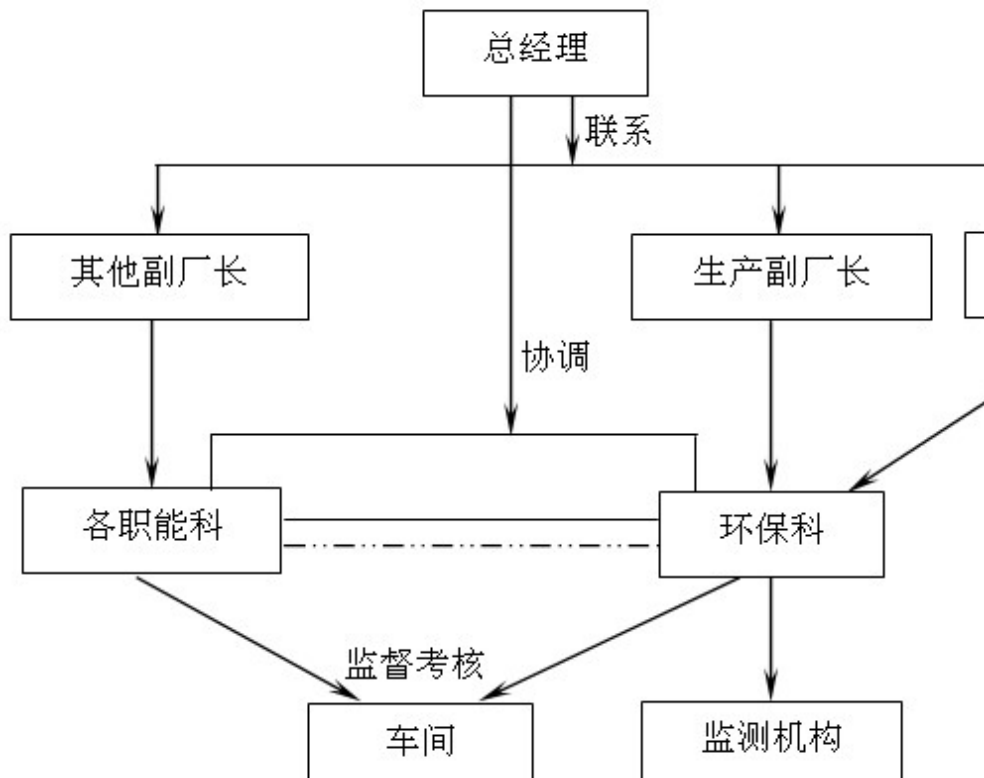 总经理
联系
其他副厂长
生产副厂长
协调
各职能科
环保科
监督考核
车间
监测机构